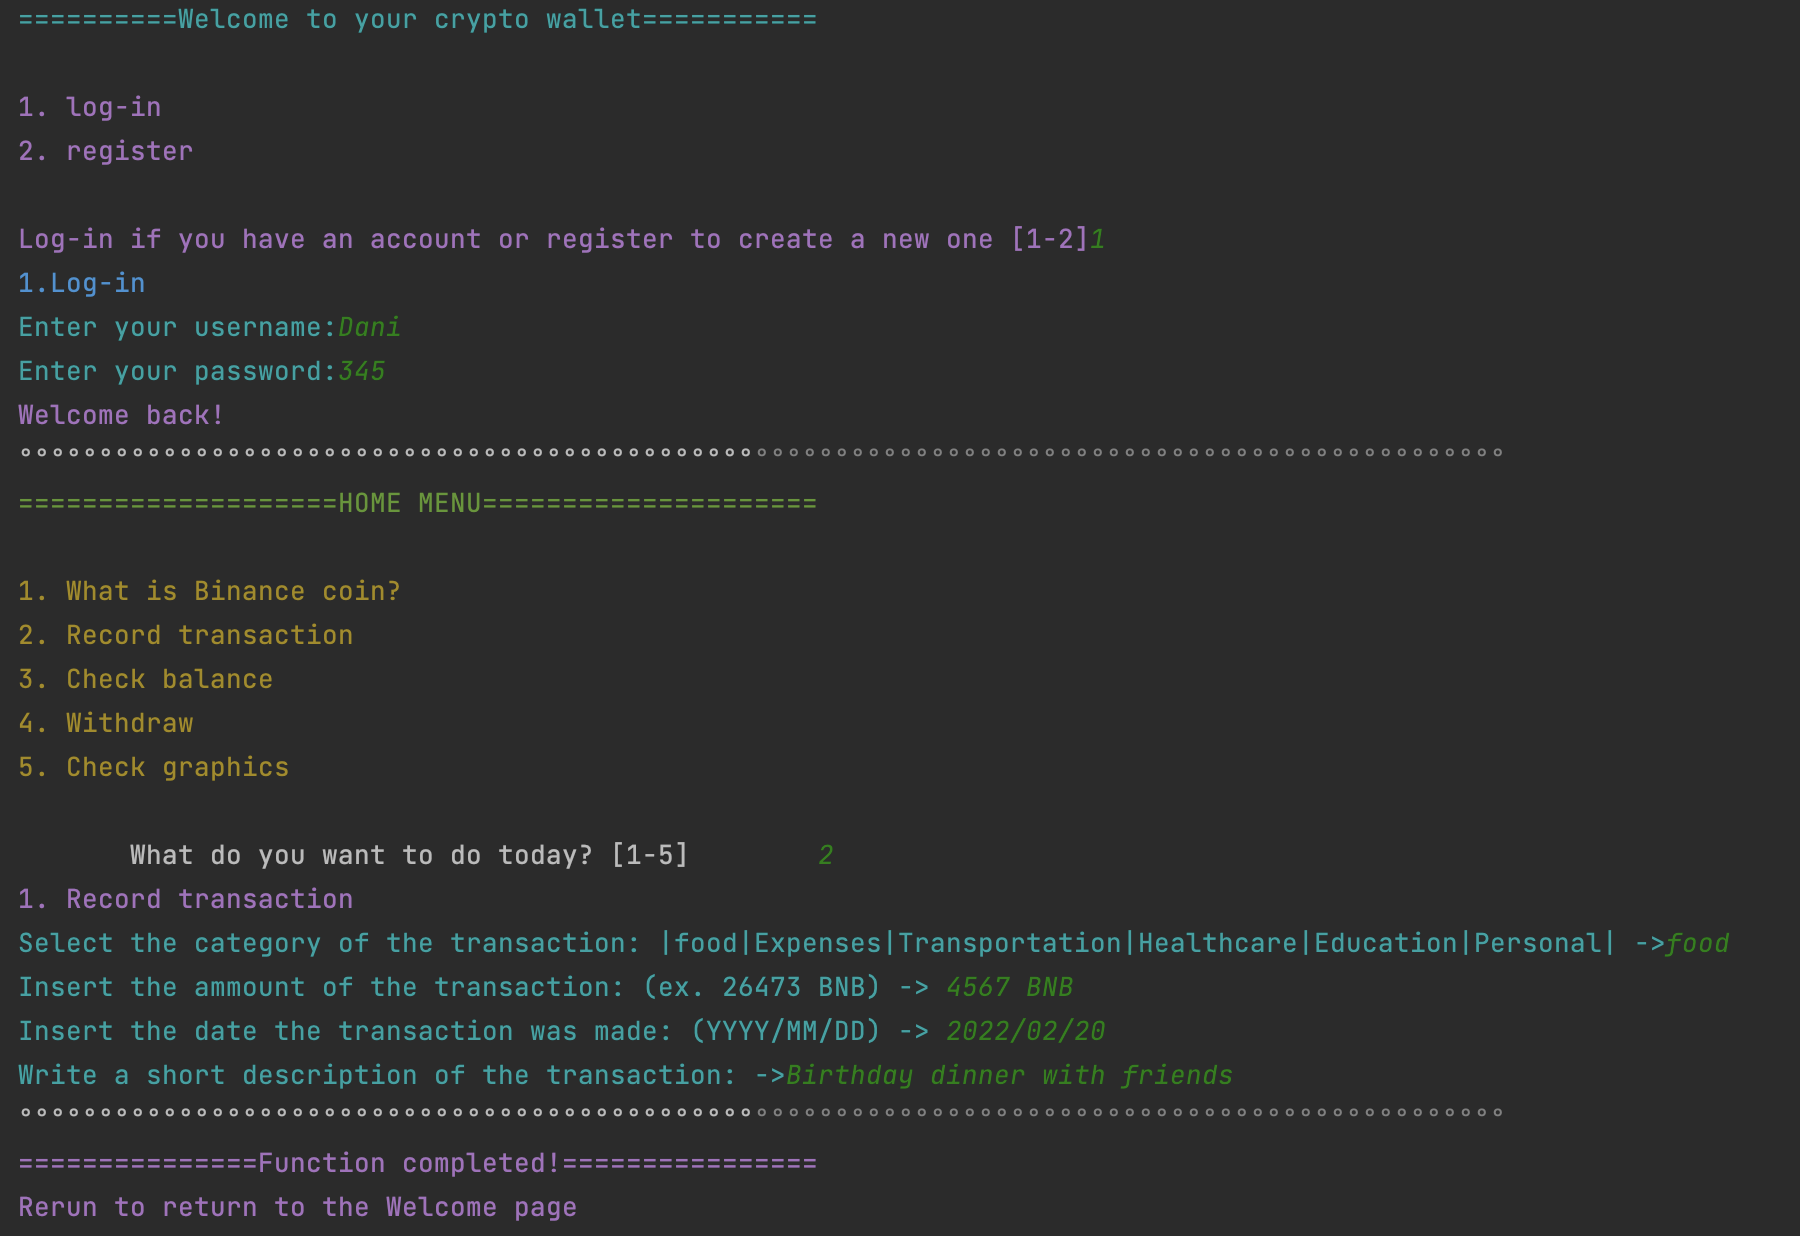 ==========Welcome to your crypto wallet===========
1. log-in
2. register
Log-in if you have an account or register to create a new one [1-2]1
1.Log-in
Enter your username:Dani
Enter your password:345
Welcome back!
====================HOME MENU=====================
1. What is Binance coin?
2. Record transaction
3. Check balance
4. Withdraw
5. Check graphics
What do you want to do today? [1-5] 2
1. Record transaction
Select the category of the transaction: |food|Expenses|Transportation|Healthcare|Education|Personal| ->food
Insert the ammount of the transaction: (ex. 26473 BNB) -> 4567 BNB
Insert the date the transaction was made: (YYYY/MM/DD) -> 2022/02/20
Write a short description of the transaction: ->Birthday dinner with friends
===============Function completed!================
Rerun to return to the Welcome page